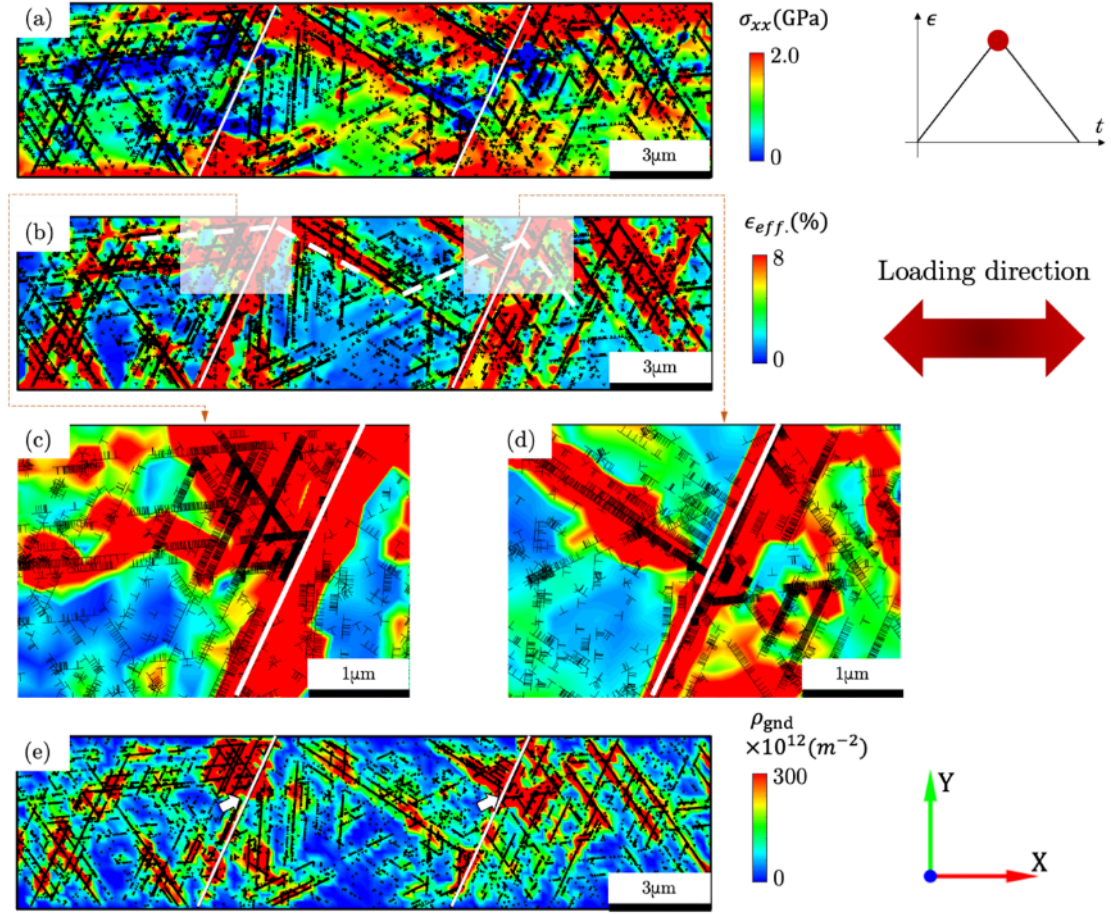 (a)
σxx(GPa)
2.0
0
3μm
ϵ
t
(b)
ϵeff.(%)
8
0
3μm
Loading direction
(c)
1μm
(d)
1μm
(e)
ρgnd
×10¹²(m⁻²)
300
0
3μm
Y
X